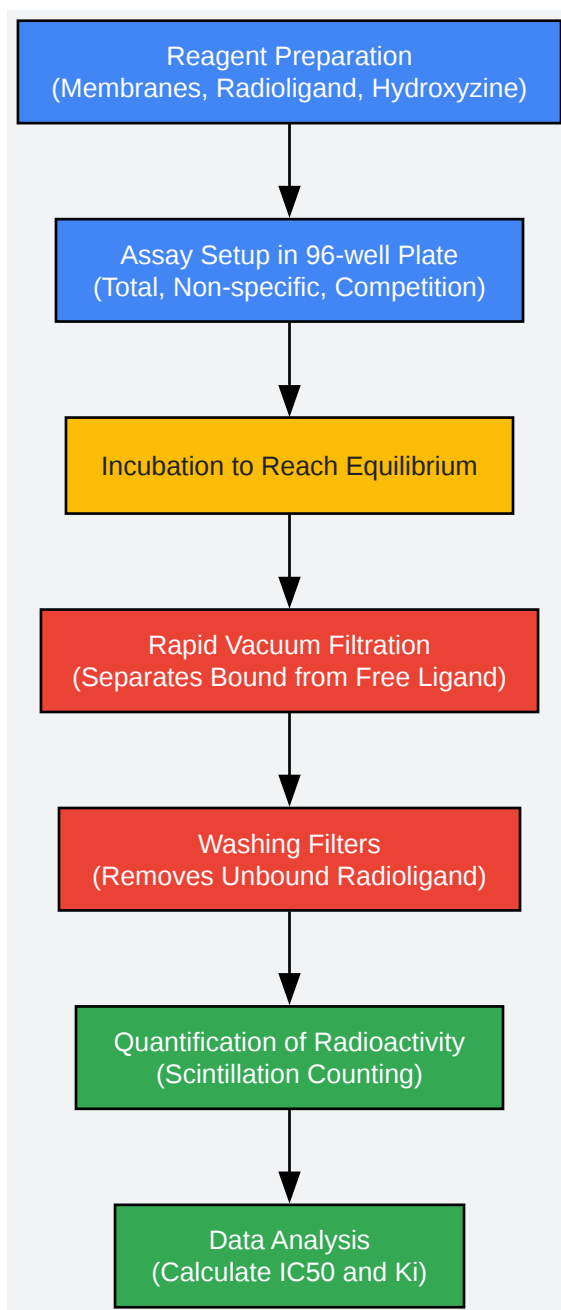 Reagent Preparation
(Membranes, Radioligand, Hydroxyzine)
Assay Setup in 96-well Plate
(Total, Non-specific, Competition)
Incubation to Reach Equilibrium
Rapid Vacuum Filtration
(Separates Bound from Free Ligand)
Washing Filters
(Removes Unbound Radioligand)
Quantification of Radioactivity
(Scintillation Counting)
Data Analysis
(Calculate IC50 and Ki)